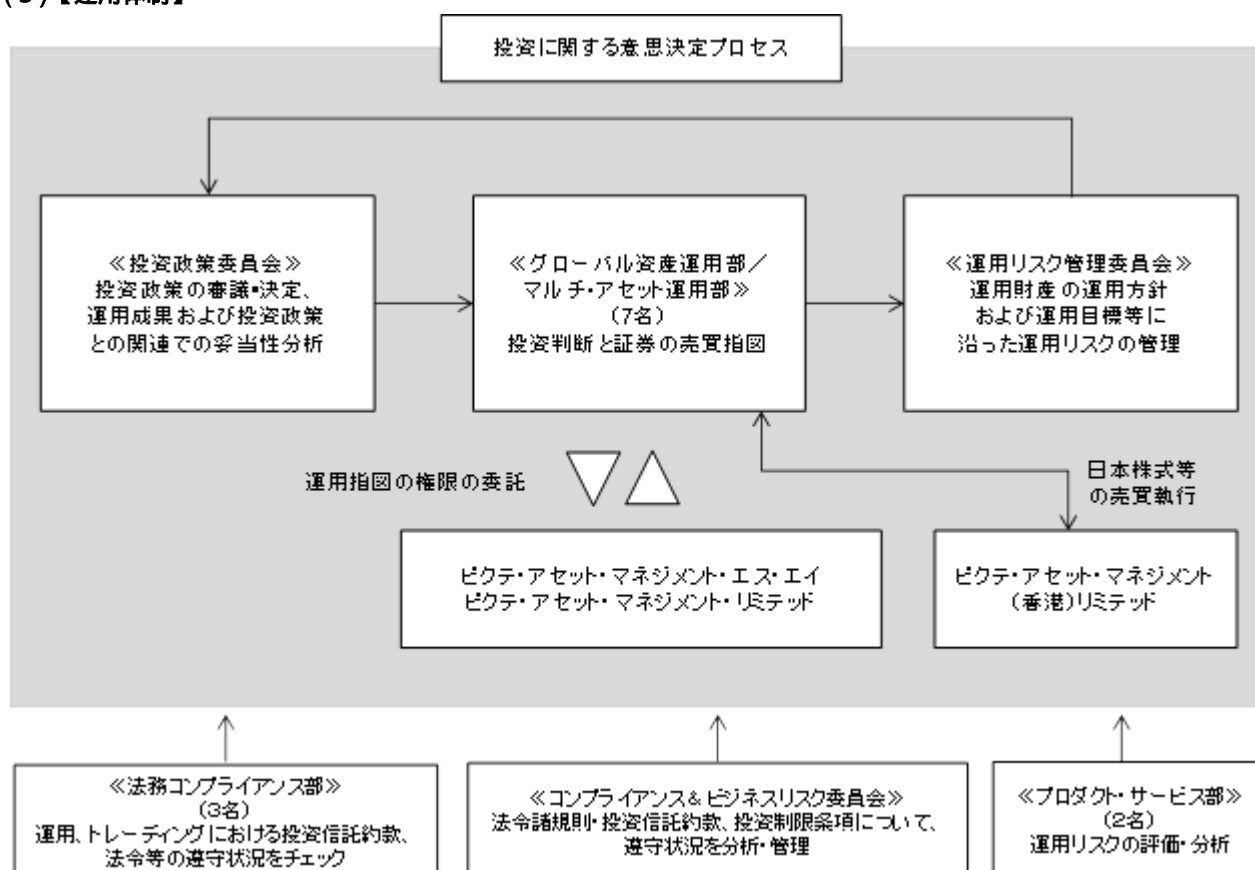 投資に関する意思決定プロセス
≪投資政策委員会≫
投資政策の審議・決定、
運用成果および投資政策
との関連での妥当性分析
≪グローバル資産運用部／
マルチ・アセット運用部≫
(7名)
投資判断と証券の売買指図
≪運用リスク管理委員会≫
運用財産の運用方針
および運用目標等に
沿った運用リスクの管理
運用指図の権限の委託
日本株式等
の売買執行
ピクテ・アセット・マネジメント・エス・エイ
ピクテ・アセット・マネジメント・リミテッド
ピクテ・アセット・マネジメント
(香港)リミテッド
≪法務コンプライアンス部≫
(3名)
運用、トレーディングにおける投資信託約款、
法令等の遵守状況をチェック
≪コンプライアンス＆ビジネスリスク委員会≫
法令諸規則・投資信託約款、投資制限条項について、
遵守状況を分析・管理
≪プロダクト・サービス部≫
(2名)
運用リスクの評価・分析